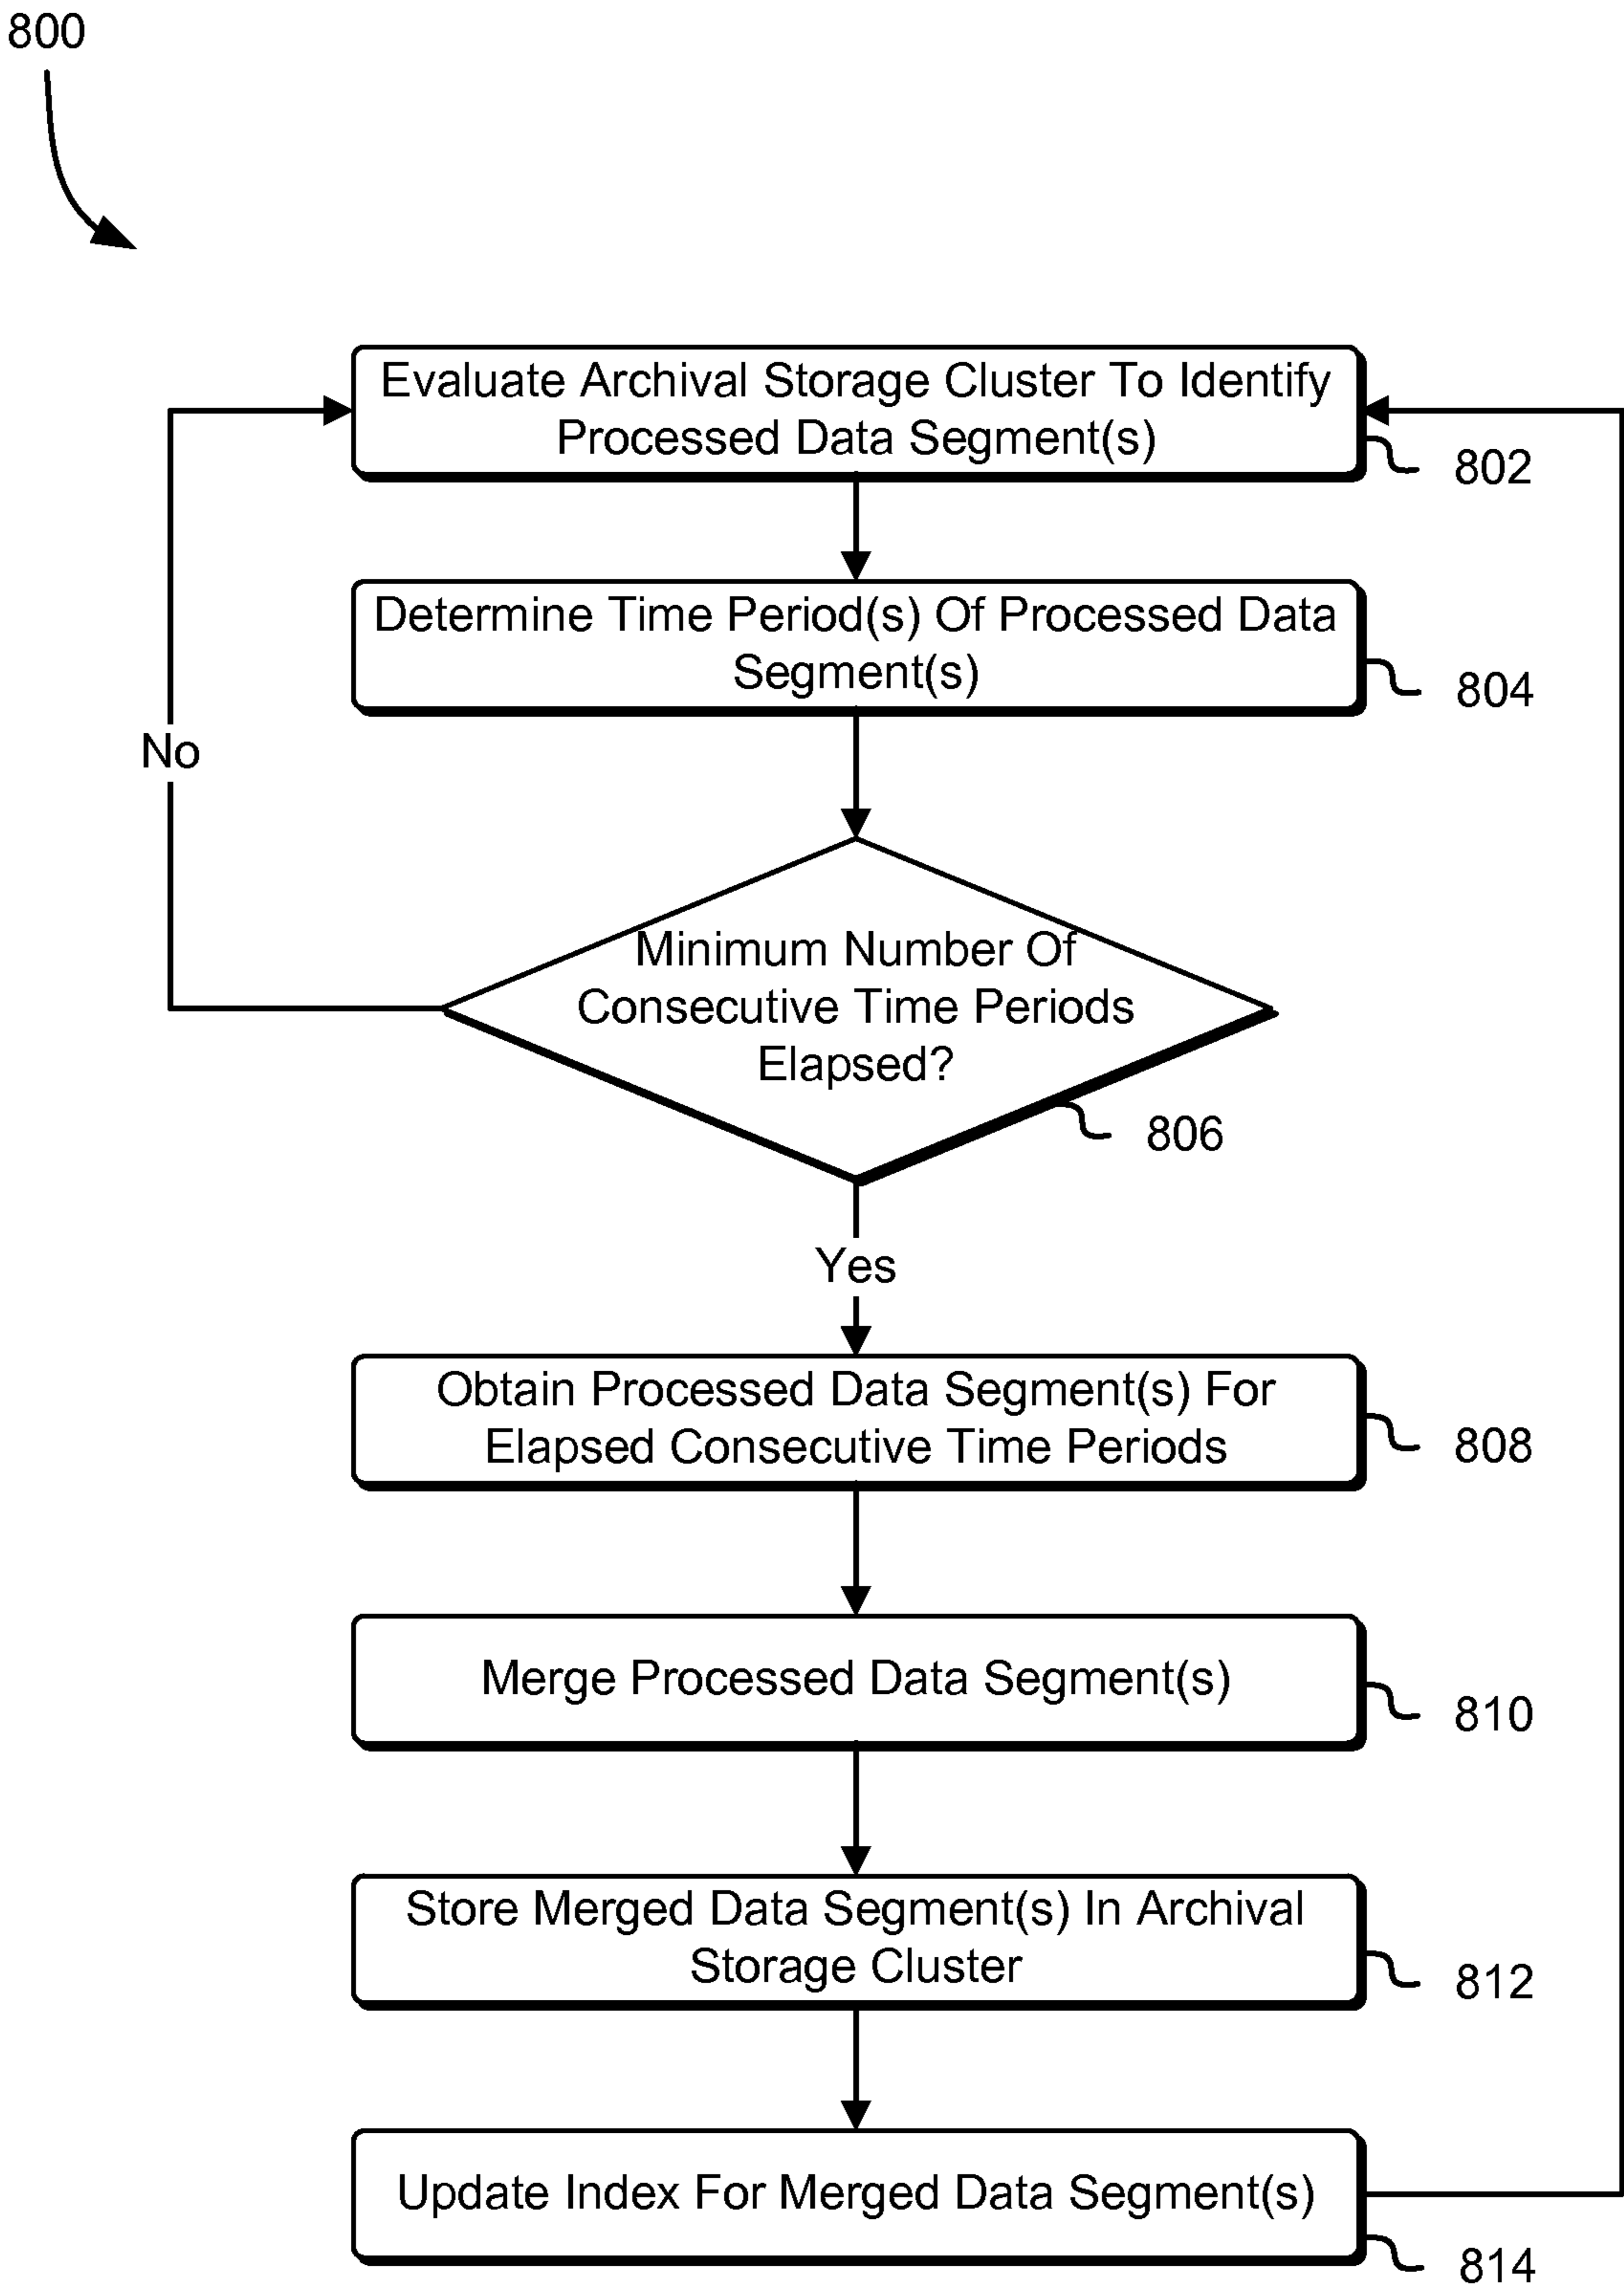 800
Evaluate Archival Storage Cluster To Identify
Processed Data Segment(s)
802
Determine Time Period(s) Of Processed Data
Segment(s)
804
No
Minimum Number Of
Consecutive Time Periods
Elapsed?
806
Yes
Obtain Processed Data Segment(s) For
Elapsed Consecutive Time Periods
808
Merge Processed Data Segment(s)
810
Store Merged Data Segment(s) In Archival
Storage Cluster
812
Update Index For Merged Data Segment(s)
814